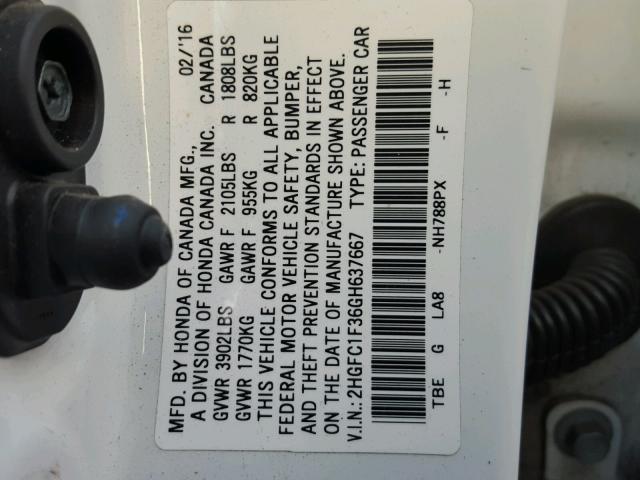 MFD. BY HONDA OF CANADA MFG., 02/'16
A DIVISION OF HONDA CANADA INC. CANADA
GVWR 3902LBS GAWR F 2105LBS R 1808LBS
GVWR 1770KG GAWR F 955KG R 820KG
THIS VEHICLE CONFORMS TO ALL APPLICABLE
FEDERAL MOTOR VEHICLE SAFETY, BUMPER,
AND THEFT PREVENTION STANDARDS IN EFFECT
ON THE DATE OF MANUFACTURE SHOWN ABOVE.
V.I.N.: 2HGFC1F36GH637667 TYPE: PASSENGER CAR
TBE G LA8 -NH788PX -F -H